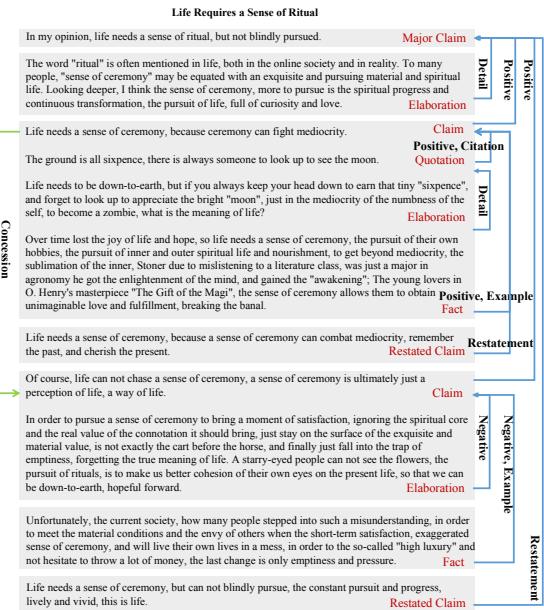 Life Requires a Sense of Ritual
In my opinion, life needs a sense of ritual, but not blindly pursued.
Major Claim
The word "ritual" is often mentioned in life, both in the online society and in reality. To many
people, "sense of ceremony" may be equated with an exquisite and pursuing material and spiritual
life. Looking deeper, I think the sense of ceremony, more to pursue is the spiritual progress and
continuous transformation, the pursuit of life, full of curiosity and love.
Elaboration
Detail
Positive
Positive
Life needs a sense of ceremony, because ceremony can fight mediocrity.
Claim
Positive, Citation
The ground is all sixpence, there is always someone to look up to see the moon.
Quotation
Life needs to be down-to-earth, but if you always keep your head down to earn that tiny "sixpence",
and forget to look up to appreciate the bright "moon", just in the mediocrity of the numbness of the
self, to become a zombie, what is the meaning of life?
Elaboration
Detail
Over time lost the joy of life and hope, so life needs a sense of ceremony, the pursuit of their own
hobbies, the pursuit of inner and outer spiritual life and nourishment, to get beyond mediocrity, the
sublimation of the inner, Stoner due to mislistening to a literature class, was just a major in
agronomy he got the enlightenment of the mind, and gained the "awakening"; The young lovers in
O. Henry's masterpiece "The Gift of the Magi", the sense of ceremony allows them to obtain
unimaginable love and fulfillment, breaking the banal.
Positive, Example
Fact
Concession
Life needs a sense of ceremony, because a sense of ceremony can combat mediocrity, remember
the past, and cherish the present.
Restatement
Restated Claim
Of course, life can not chase a sense of ceremony, a sense of ceremony is ultimately just a
perception of life, a way of life.
Claim
In order to pursue a sense of ceremony to bring a moment of satisfaction, ignoring the spiritual core
and the real value of the connotation it should bring, just stay on the surface of the exquisite and
material value, is not exactly the cart before the horse, and finally just fall into the trap of
emptiness, forgetting the true meaning of life. A starry-eyed people can not see the flowers, the
pursuit of rituals, is to make us better cohesion of their own eyes on the present life, so that we can
be down-to-earth, hopeful forward.
Elaboration
Negative
Negative, Example
Unfortunately, the current society, how many people stepped into such a misunderstanding, in order
to meet the material conditions and the envy of others when the short-term satisfaction, exaggerated
sense of ceremony, and will live their own lives in a mess, in order to the so-called "high luxury" and
not hesitate to throw a lot of money, the last change is only emptiness and pressure.
Fact
Restatement
Life needs a sense of ceremony, but can not blindly pursue, the constant pursuit and progress,
lively and vivid, this is life.
Restated Claim